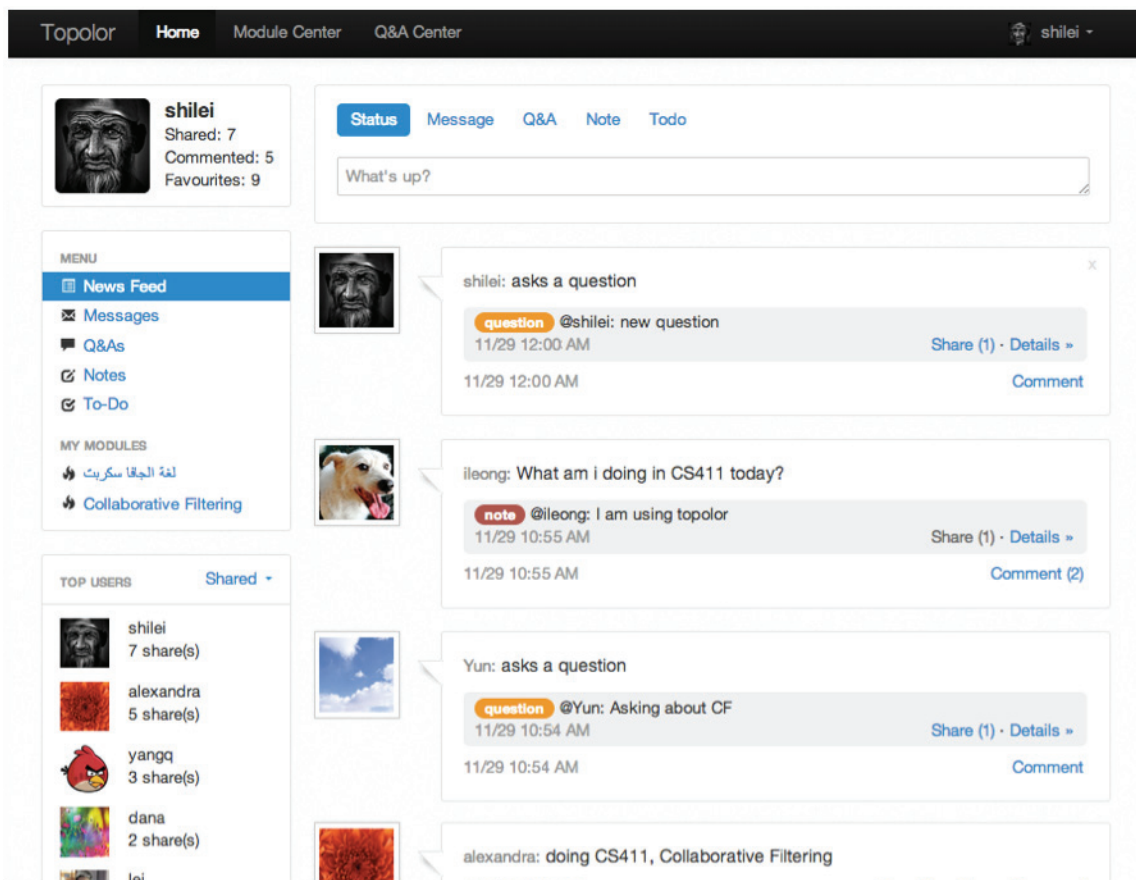 Topolor Home Module Center Q&A Center shilei
shilei
Shared: 7
Commented: 5
Favourites: 9
Status Message Q&A Note Todo
What's up?
MENU
News Feed
Messages
Q&As
Notes
To-Do
MY MODULES
لغة الجافا سكربت
Collaborative Filtering
TOP USERS Shared
shilei
7 share(s)
alexandra
5 share(s)
yangq
3 share(s)
dana
2 share(s)
lei
x
shilei: asks a question
question @shilei: new question
11/29 12:00 AM Share (1) · Details »
11/29 12:00 AM Comment
ileong: What am i doing in CS411 today?
note @ileong: I am using topolor
11/29 10:55 AM Share (1) · Details »
11/29 10:55 AM Comment (2)
Yun: asks a question
question @Yun: Asking about CF
11/29 10:54 AM Share (1) · Details »
11/29 10:54 AM Comment
alexandra: doing CS411, Collaborative Filtering